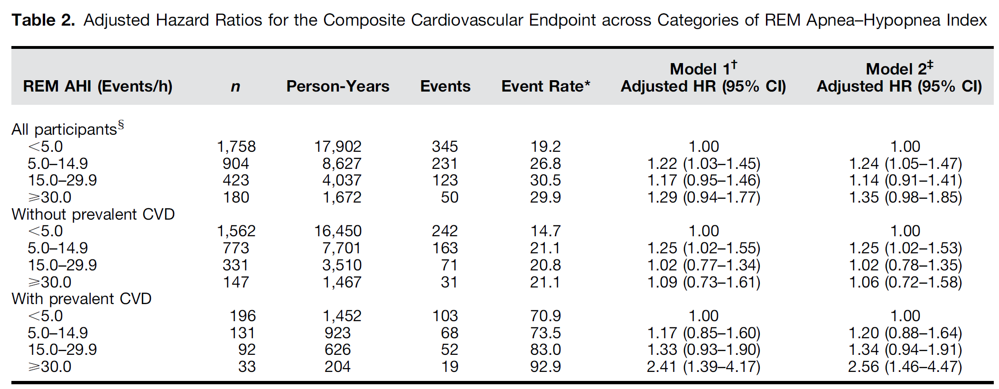 Table 2. Adjusted Hazard Ratios for the Composite Cardiovascular Endpoint across Categories of REM Apnea–Hypopnea Index
Model 1† Model 2‡
REM AHI (Events/h) n Person-Years Events Event Rate* Adjusted HR (95% CI) Adjusted HR (95% CI)
All participants§
<5.0 1,758 17,902 345 19.2 1.00 1.00
5.0–14.9 904 8,627 231 26.8 1.22 (1.03–1.45) 1.24 (1.05–1.47)
15.0–29.9 423 4,037 123 30.5 1.17 (0.95–1.46) 1.14 (0.91–1.41)
⩾30.0 180 1,672 50 29.9 1.29 (0.94–1.77) 1.35 (0.98–1.85)
Without prevalent CVD
<5.0 1,562 16,450 242 14.7 1.00 1.00
5.0–14.9 773 7,701 163 21.1 1.25 (1.02–1.55) 1.25 (1.02–1.53)
15.0–29.9 331 3,510 71 20.8 1.02 (0.77–1.34) 1.02 (0.78–1.35)
⩾30.0 147 1,467 31 21.1 1.09 (0.73–1.61) 1.06 (0.72–1.58)
With prevalent CVD
<5.0 196 1,452 103 70.9 1.00 1.00
5.0–14.9 131 923 68 73.5 1.17 (0.85–1.60) 1.20 (0.88–1.64)
15.0–29.9 92 626 52 83.0 1.33 (0.93–1.90) 1.34 (0.94–1.91)
⩾30.0 33 204 19 92.9 2.41 (1.39–4.17) 2.56 (1.46–4.47)